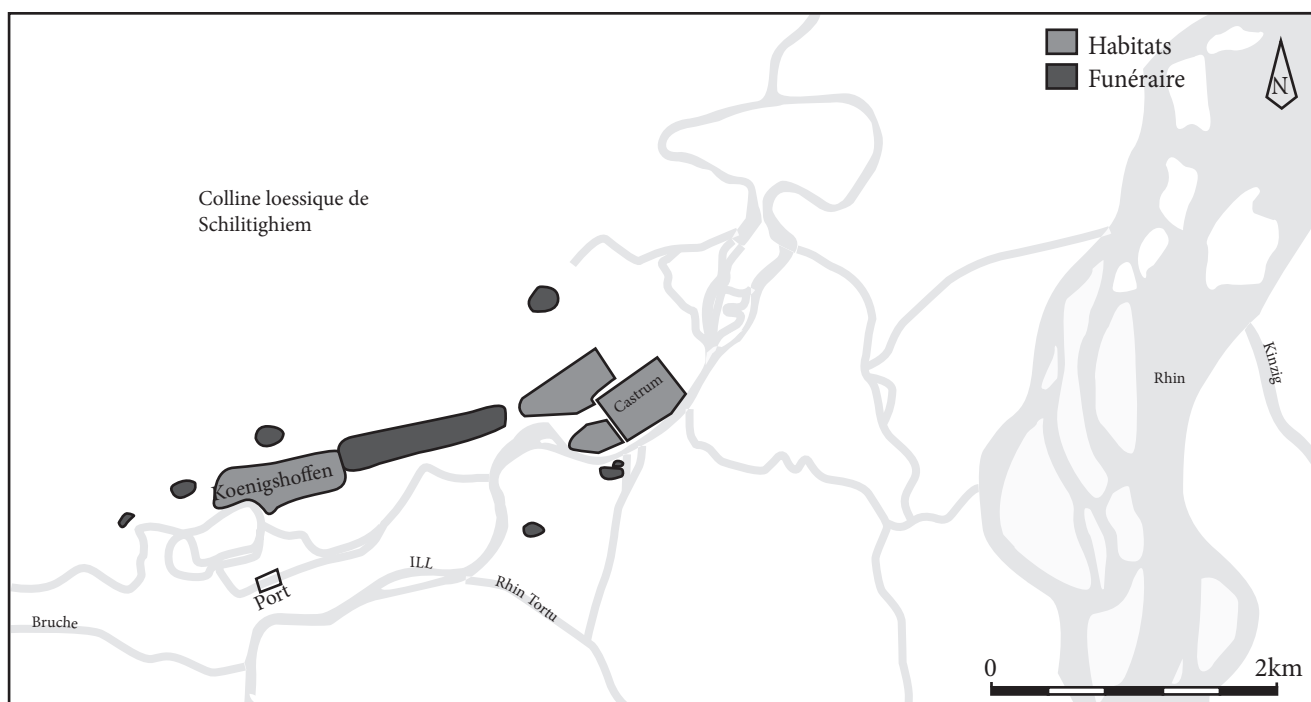 Habitats
Funéraire
N
Colline loessique de
Schilitighiem
Castrum
Koenigshoffen
Port
ILL
Rhin Tortu
Bruche
Rhin
Kinzig
0
2km